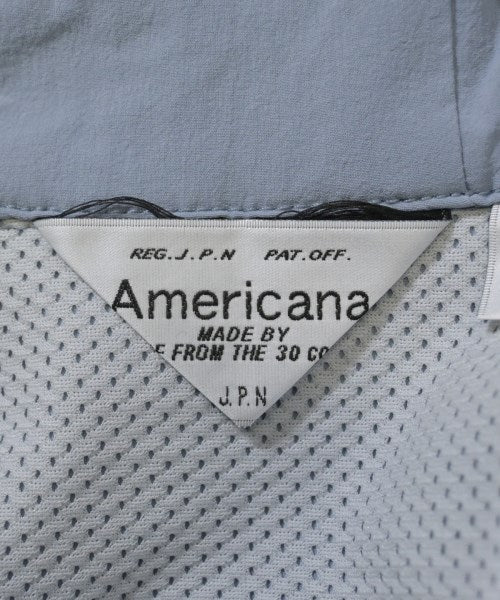 REG.J.P.N PAT.OFF.
Americana
MADE BY
FROM THE 30
J.P.N